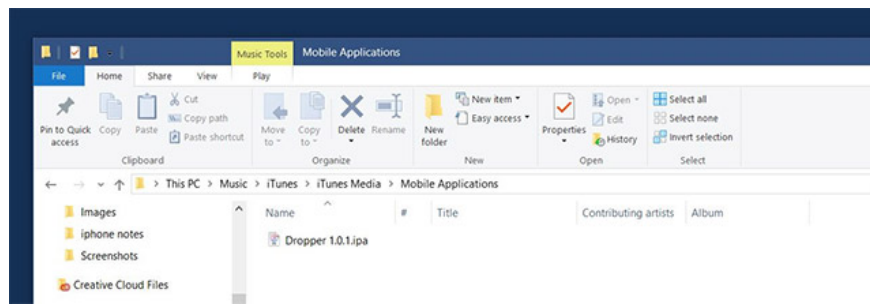 Music Tools Mobile Applications
File Home Share View Play
Pin to Quick access
Copy
Paste
Cut
Copy path
Paste shortcut
Clipboard
Move to
Copy to
Delete
Rename
Organize
New folder
New item
Easy access
New
Properties
Open
Edit
History
Open
Select all
Select none
Invert selection
Select
> This PC > Music > iTunes > iTunes Media > Mobile Applications
Images
iphone notes
Screenshots
Creative Cloud Files
Name # Title Contributing artists Album
Dropper 1.0.1.ipa